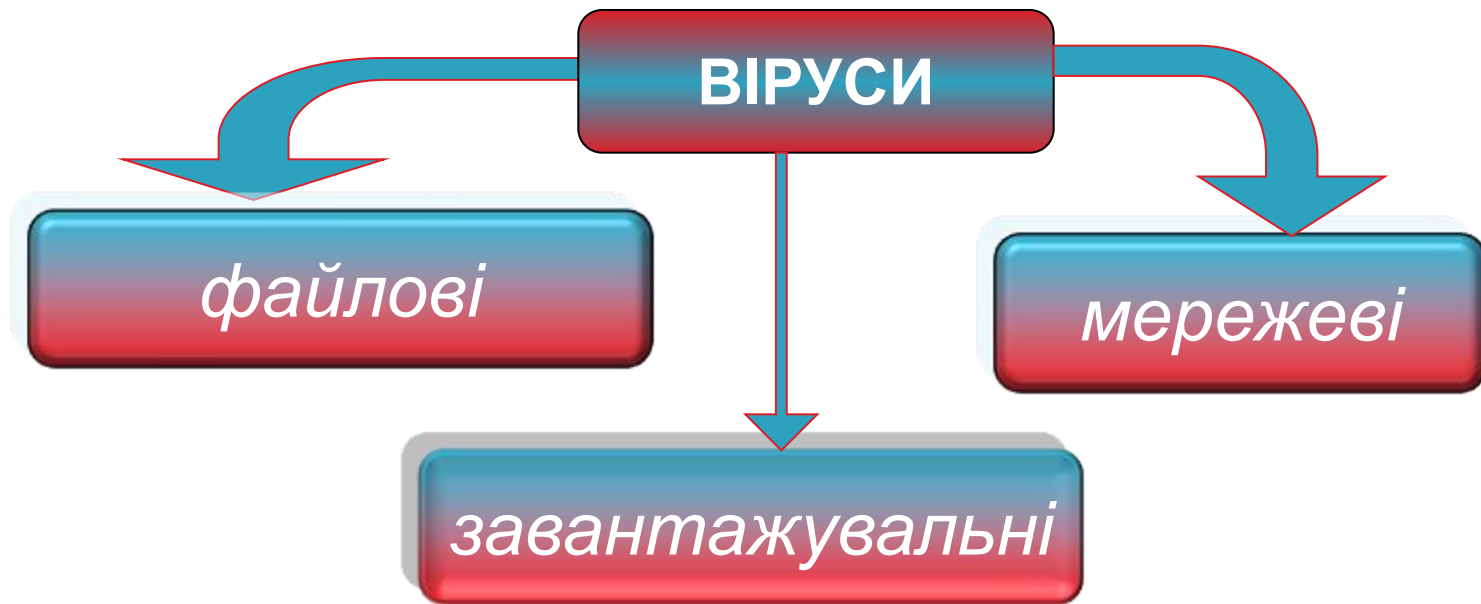 ВІРУСИ
файлові
мережеві
завантажувальні